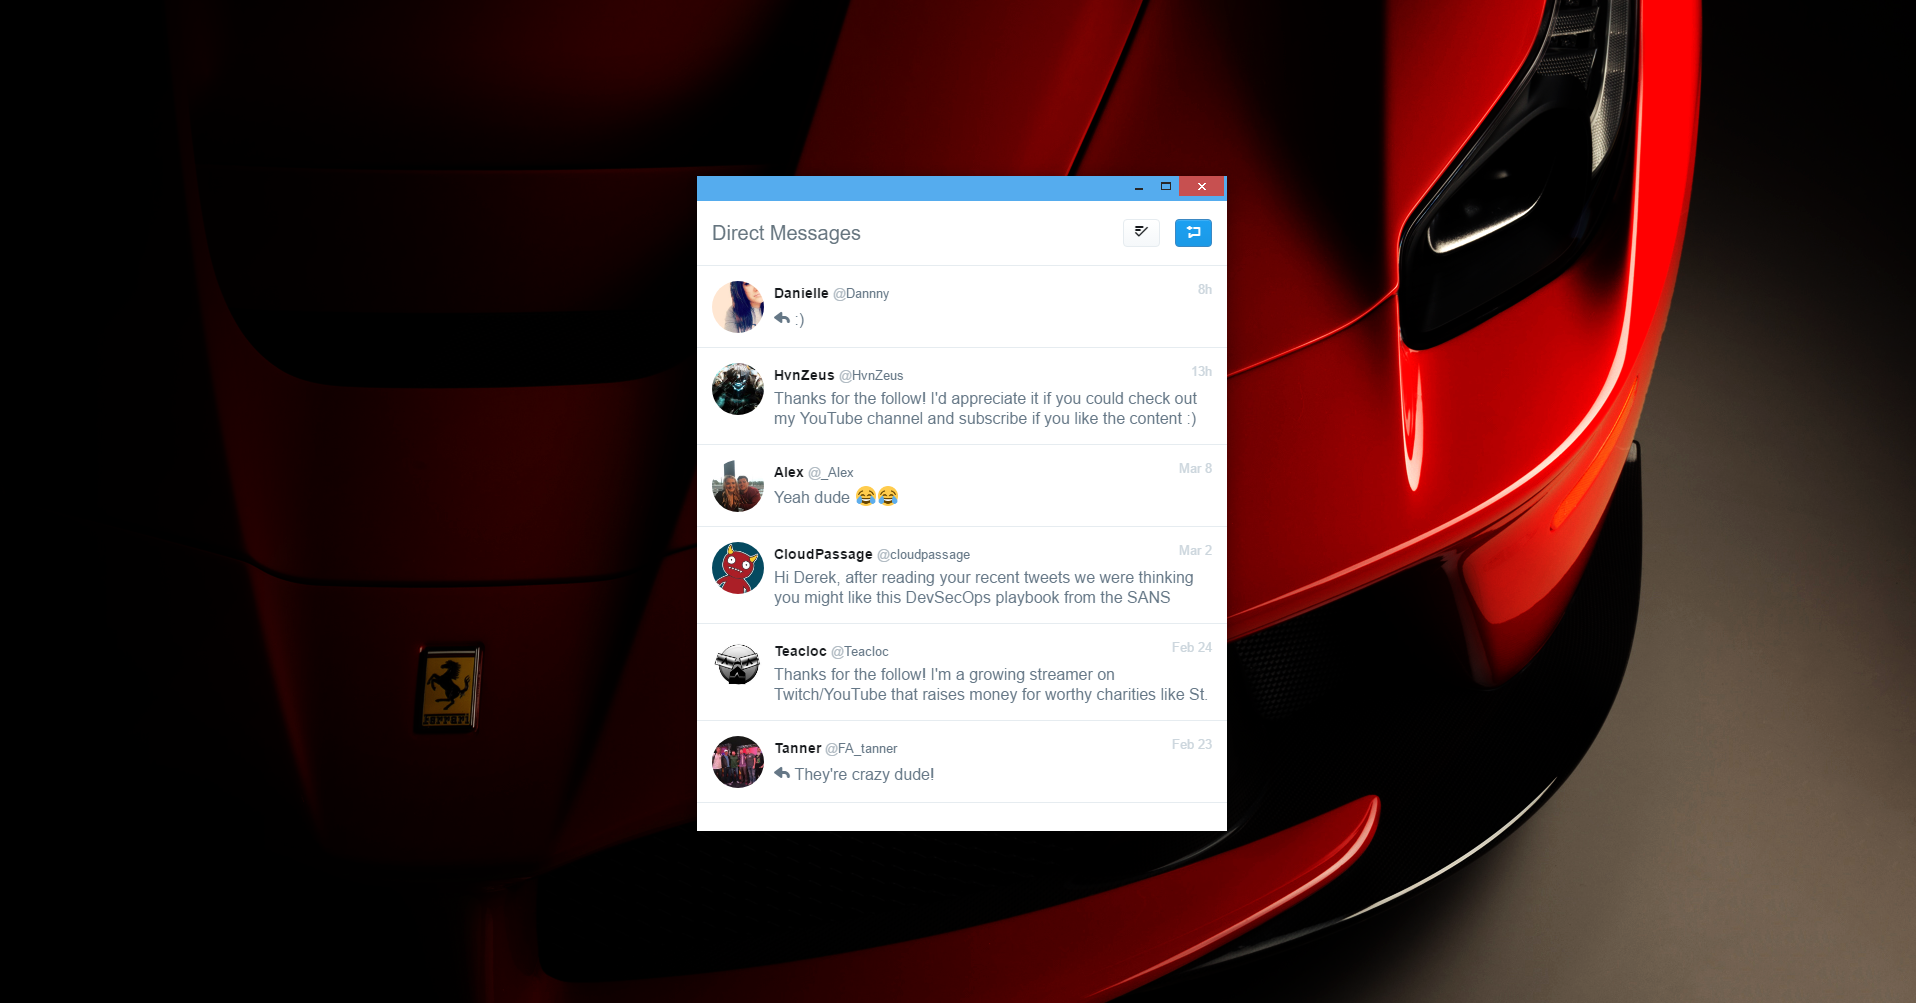 Direct Messages
Danielle @Dannny 8h
:)
HvnZeus @HvnZeus 13h
Thanks for the follow! I'd appreciate it if you could check out
my YouTube channel and subscribe if you like the content :)
Alex @_Alex Mar 8
Yeah dude 😂😂
CloudPassage @cloudpassage Mar 2
Hi Derek, after reading your recent tweets we were thinking
you might like this DevSecOps playbook from the SANS
Teacloc @Teacloc Feb 24
Thanks for the follow! I'm a growing streamer on
Twitch/YouTube that raises money for worthy charities like St.
Tanner @FA_tanner Feb 23
They're crazy dude!
Ferrari